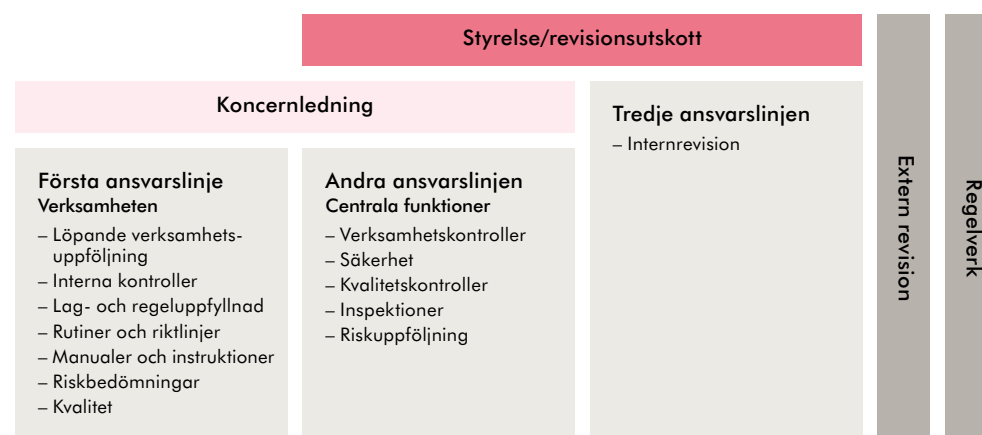 Styrelse/revisionsutskott
Koncernledning
Första ansvarslinje
Verksamheten
– Löpande verksamhets-
uppföljning
– Interna kontroller
– Lag- och regeluppfyllnad
– Rutiner och riktlinjer
– Manualer och instruktioner
– Riskbedömningar
– Kvalitet
Andra ansvarslinjen
Centrala funktioner
– Verksamhetskontroller
– Säkerhet
– Kvalitetskontroller
– Inspektioner
– Riskuppföljning
Tredje ansvarslinjen
– Internrevision
Extern revision
Regelverk